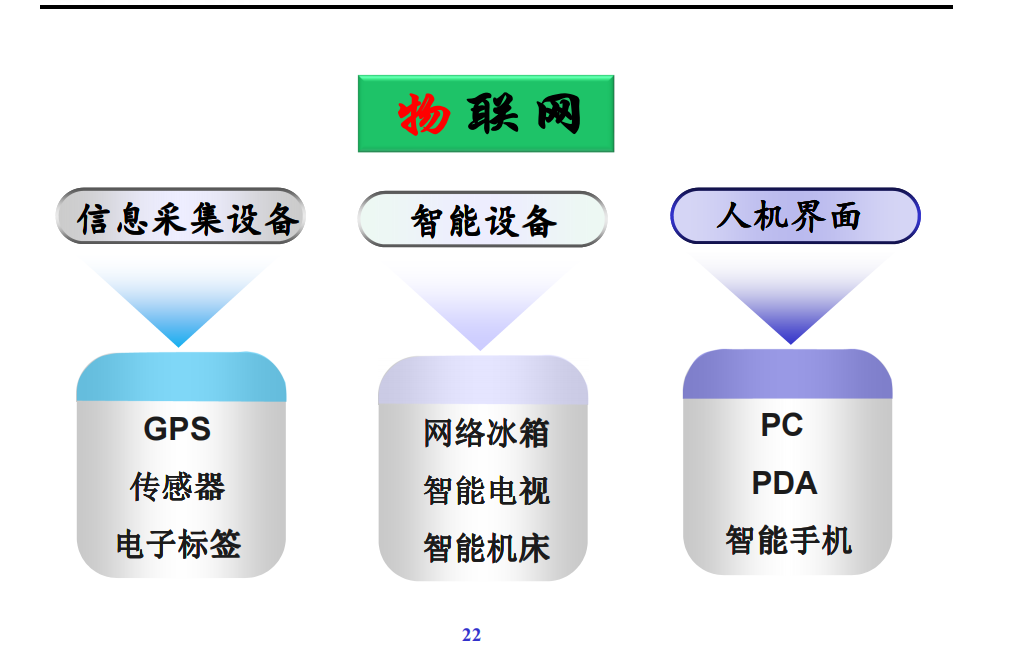 物联网
信息采集设备
智能设备
人机界面
GPS
传感器
电子标签
网络冰箱
智能电视
智能机床
PC
PDA
智能手机
22